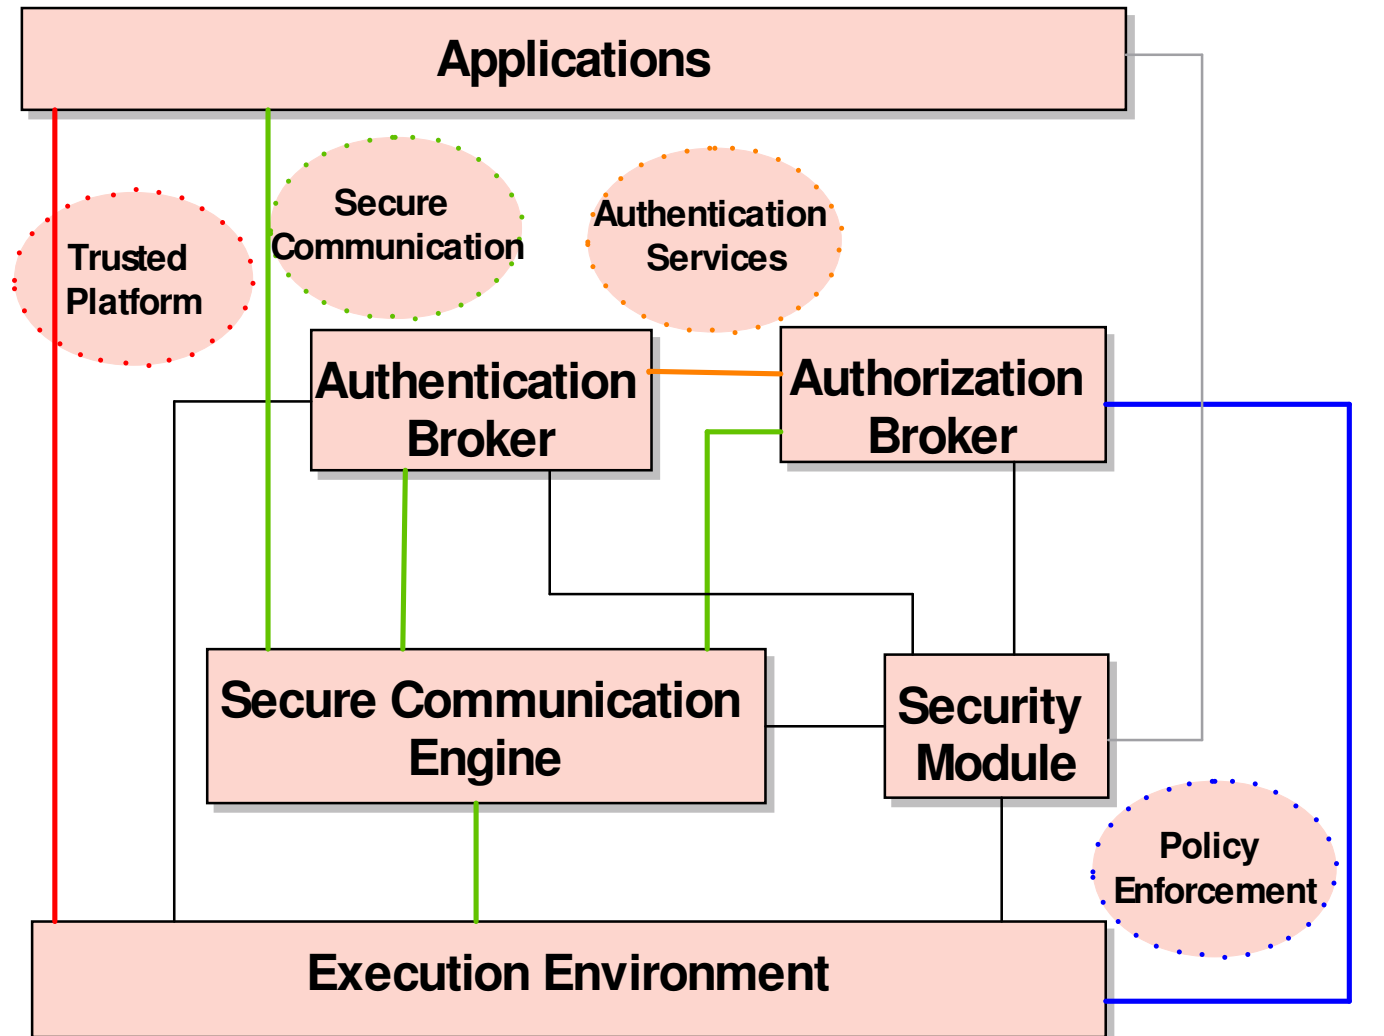 Applications
Secure
Communication
Authentication
Services
Trusted
Platform
Authentication
Broker
Authorization
Broker
Secure Communication
Engine
Security
Module
Policy
Enforcement
Execution Environment